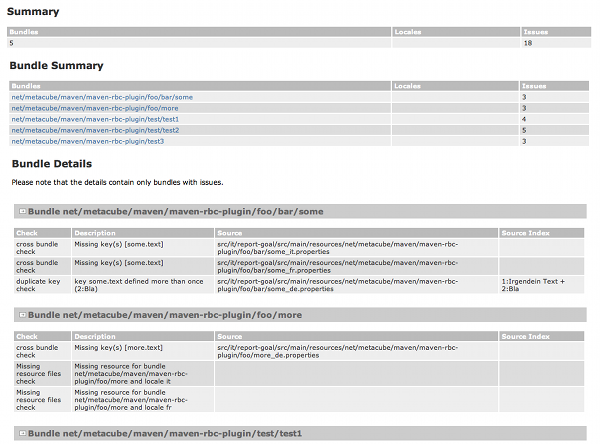 Summary
Bundles Locales Issues
5 18
Bundle Summary
Bundles Locales Issues
net/metacube/maven/maven-rbc-plugin/foo/bar/some 3
net/metacube/maven/maven-rbc-plugin/foo/more 3
net/metacube/maven/maven-rbc-plugin/test/test1 4
net/metacube/maven/maven-rbc-plugin/test/test2 5
net/metacube/maven/maven-rbc-plugin/test3 3
Bundle Details
Please note that the details contain only bundles with issues.
Bundle net/metacube/maven/maven-rbc-plugin/foo/bar/some
Check Description Source Source Index
cross bundle Missing key(s) [some.text] src/it/report-goal/src/main/resources/net/metacube/maven/maven-rbc-
check plugin/foo/bar/some_it.properties
cross bundle Missing key(s) [some.text] src/it/report-goal/src/main/resources/net/metacube/maven/maven-rbc-
check plugin/foo/bar/some_fr.properties
duplicate key key some.text defined more than once src/it/report-goal/src/main/resources/net/metacube/maven/maven-rbc- 1:Irgendein Text +
check (2:Bla) plugin/foo/bar/some_de.properties 2:Bla
Bundle net/metacube/maven/maven-rbc-plugin/foo/more
Check Description Source Source Index
cross bundle Missing key(s) [more.text] src/it/report-goal/src/main/resources/net/metacube/maven/maven-rbc-
check plugin/foo/more_de.properties
Missing Missing resource for bundle
resource files net/metacube/maven/maven-rbc-
check plugin/foo/more and locale it
Missing Missing resource for bundle
resource files net/metacube/maven/maven-rbc-
check plugin/foo/more and locale fr
Bundle net/metacube/maven/maven-rbc-plugin/test/test1